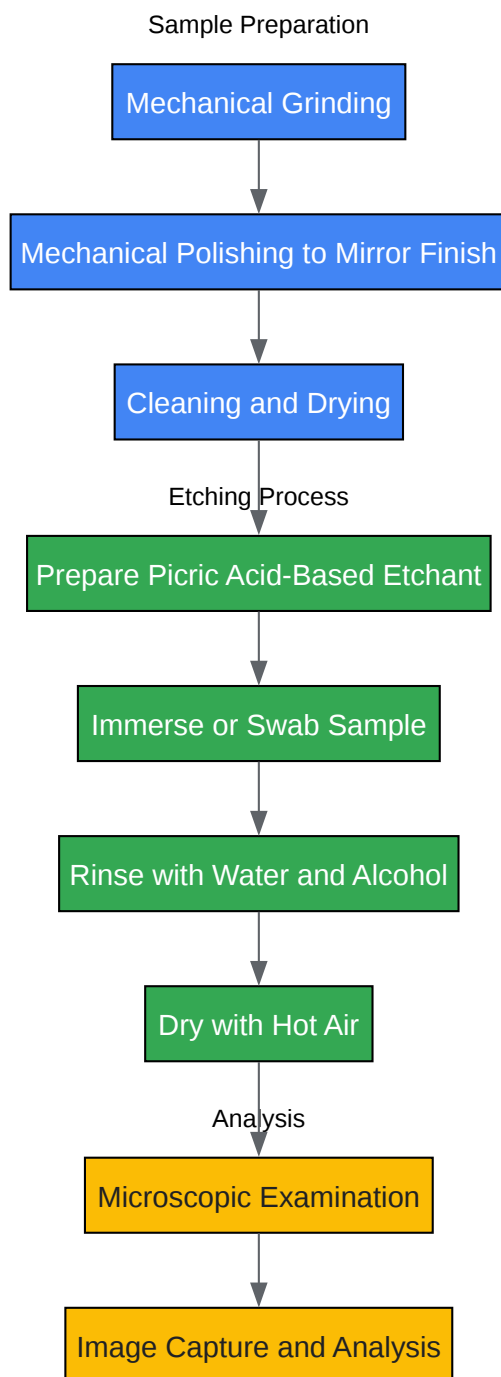 Sample Preparation
Mechanical Grinding
Mechanical Polishing to Mirror Finish
Cleaning and Drying
Etching Process
Prepare Picric Acid-Based Etchant
Immerse or Swab Sample
Rinse with Water and Alcohol
Dry with Hot Air
Analysis
Microscopic Examination
Image Capture and Analysis